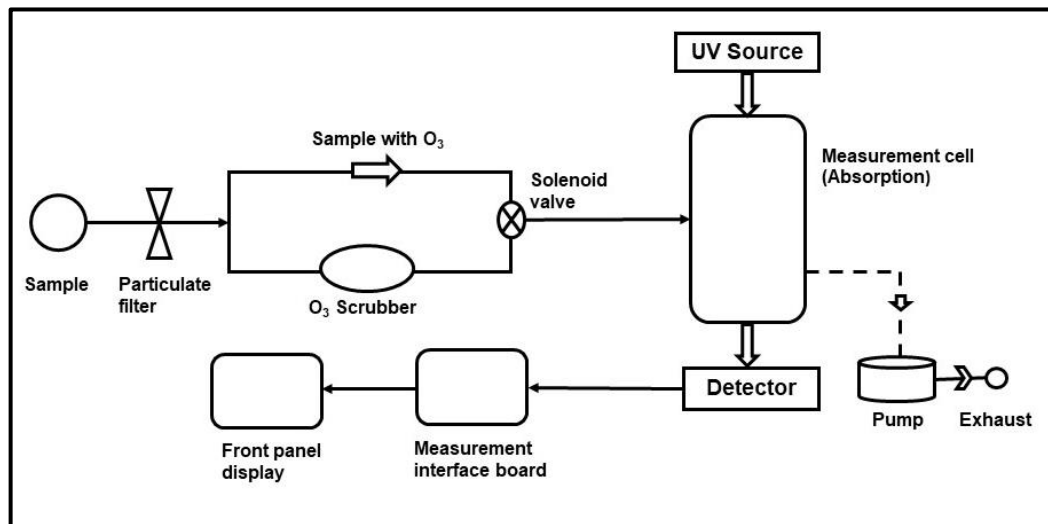 UV Source
Sample with O₃
Solenoid
valve
Measurement cell
(Absorption)
Sample
Particulate
filter
O₃ Scrubber
Detector
Pump
Exhaust
Front panel
display
Measurement
interface board